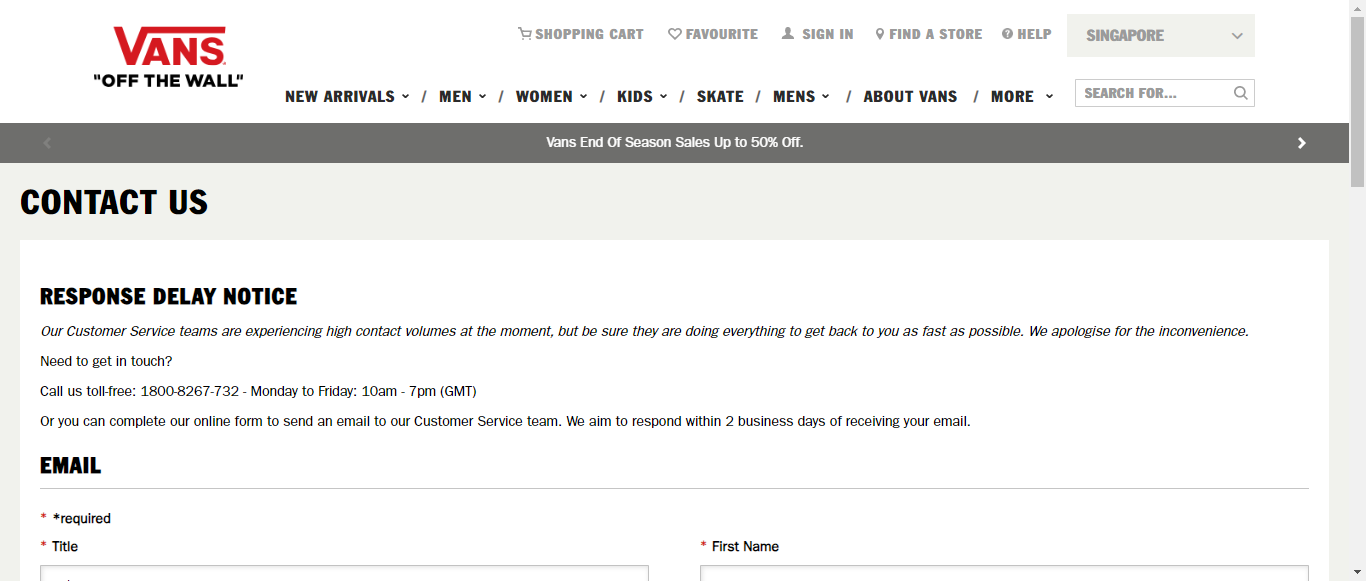 VANS
"OFF THE WALL"
SHOPPING CART FAVOURITE SIGN IN FIND A STORE HELP SINGAPORE
NEW ARRIVALS / MEN / WOMEN / KIDS / SKATE / MENS / ABOUT VANS / MORE SEARCH FOR...
Vans End Of Season Sales Up to 50% Off.
CONTACT US
RESPONSE DELAY NOTICE
Our Customer Service teams are experiencing high contact volumes at the moment, but be sure they are doing everything to get back to you as fast as possible. We apologise for the inconvenience.
Need to get in touch?
Call us toll-free: 1800-8267-732 - Monday to Friday: 10am - 7pm (GMT)
Or you can complete our online form to send an email to our Customer Service team. We aim to respond within 2 business days of receiving your email.
EMAIL
* *required
* Title * First Name